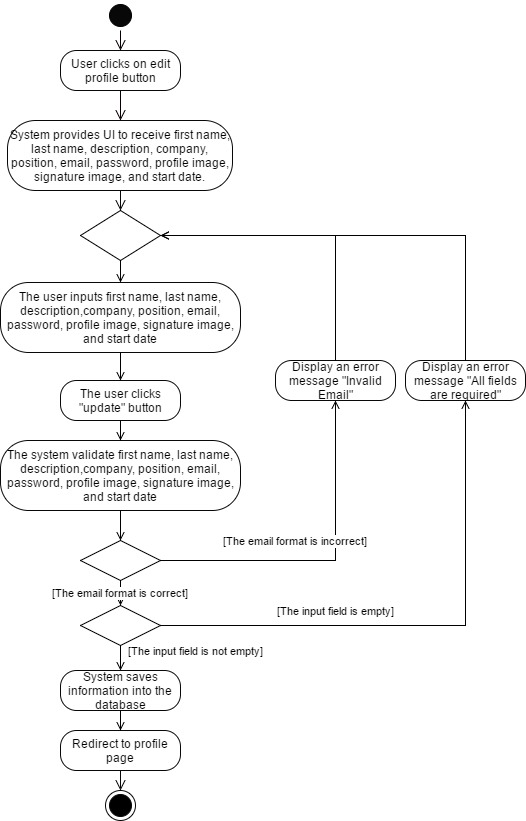 User clicks on edit
profile button
System provides UI to receive first name,
last name, description, company,
position, email, password, profile image,
signature image, and start date.
The user inputs first name, last name,
description,company, position, email,
password, profile image, signature image,
and start date
Display an error
message "Invalid
Email"
Display an error
message "All fields
are required"
The user clicks
"update" button
The system validate first name, last name,
description,company, position, email,
password, profile image, signature image,
and start date
[The email format is incorrect]
[The email format is correct]
[The input field is empty]
[The input field is not empty]
System saves
information into the
database
Redirect to profile
page